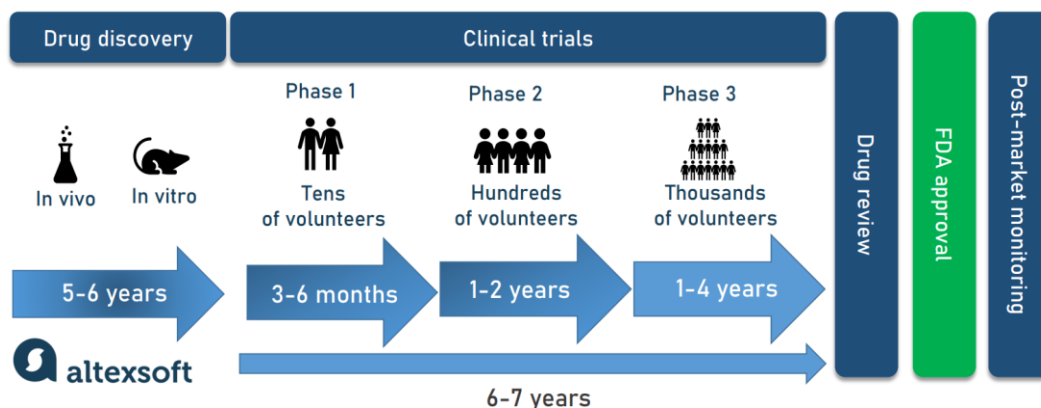 Drug discovery
Clinical trials
Phase 1
Phase 2
Phase 3
In vivo
In vitro
Tens
of volunteers
Hundreds
of volunteers
Thousands
of volunteers
5-6 years
3-6 months
1-2 years
1-4 years
6-7 years
Drug review
FDA approval
Post-market monitoring
altexsoft